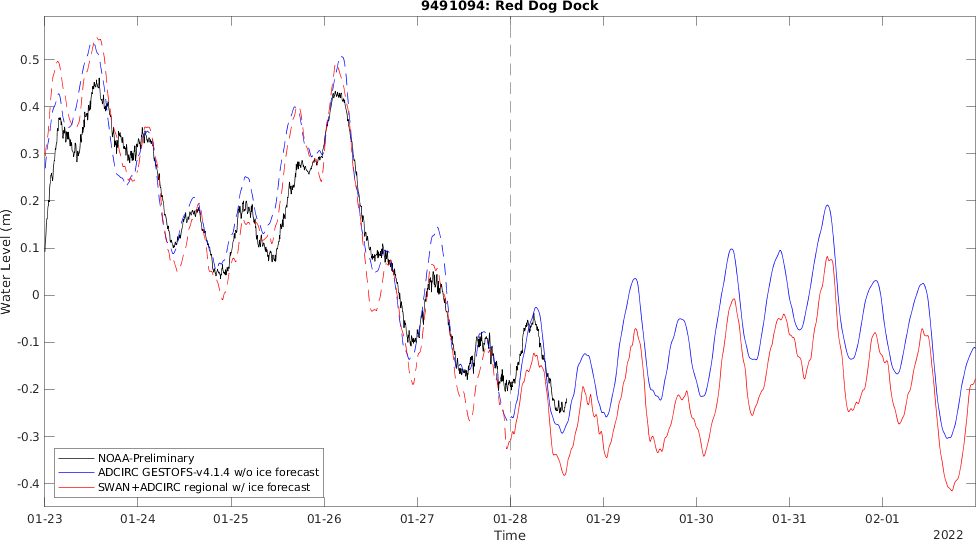 9491094: Red Dog Dock
Water Level (m)
0.5
0.4
0.3
0.2
0.1
0
-0.1
-0.2
-0.3
-0.4
NOAA-Preliminary
ADCIRC GESTOFS-v4.1.4 w/o ice forecast
SWAN+ADCIRC regional w/ ice forecast
01-23 01-24 01-25 01-26 01-27 01-28 01-29 01-30 01-31 02-01
Time
2022